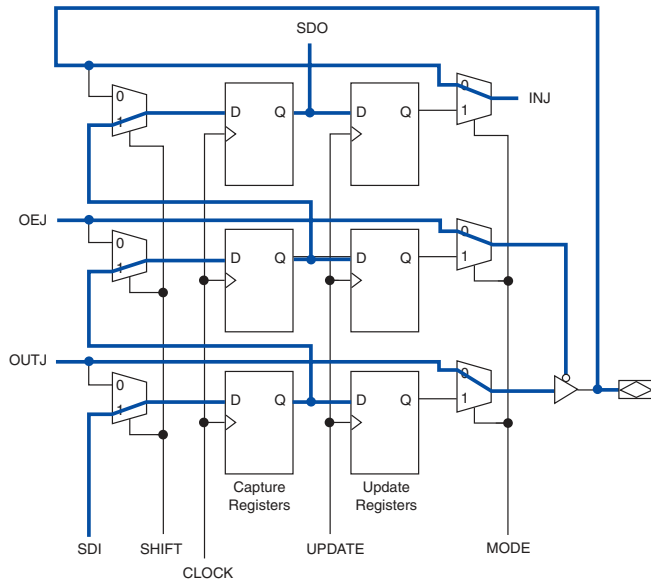 SDO
0
1
D Q
D Q
0
1
INJ
OEJ
0
1
D Q
D Q
0
1
OUTJ
0
1
D Q
D Q
0
1
Capture
Registers
Update
Registers
SDI
SHIFT
CLOCK
UPDATE
MODE